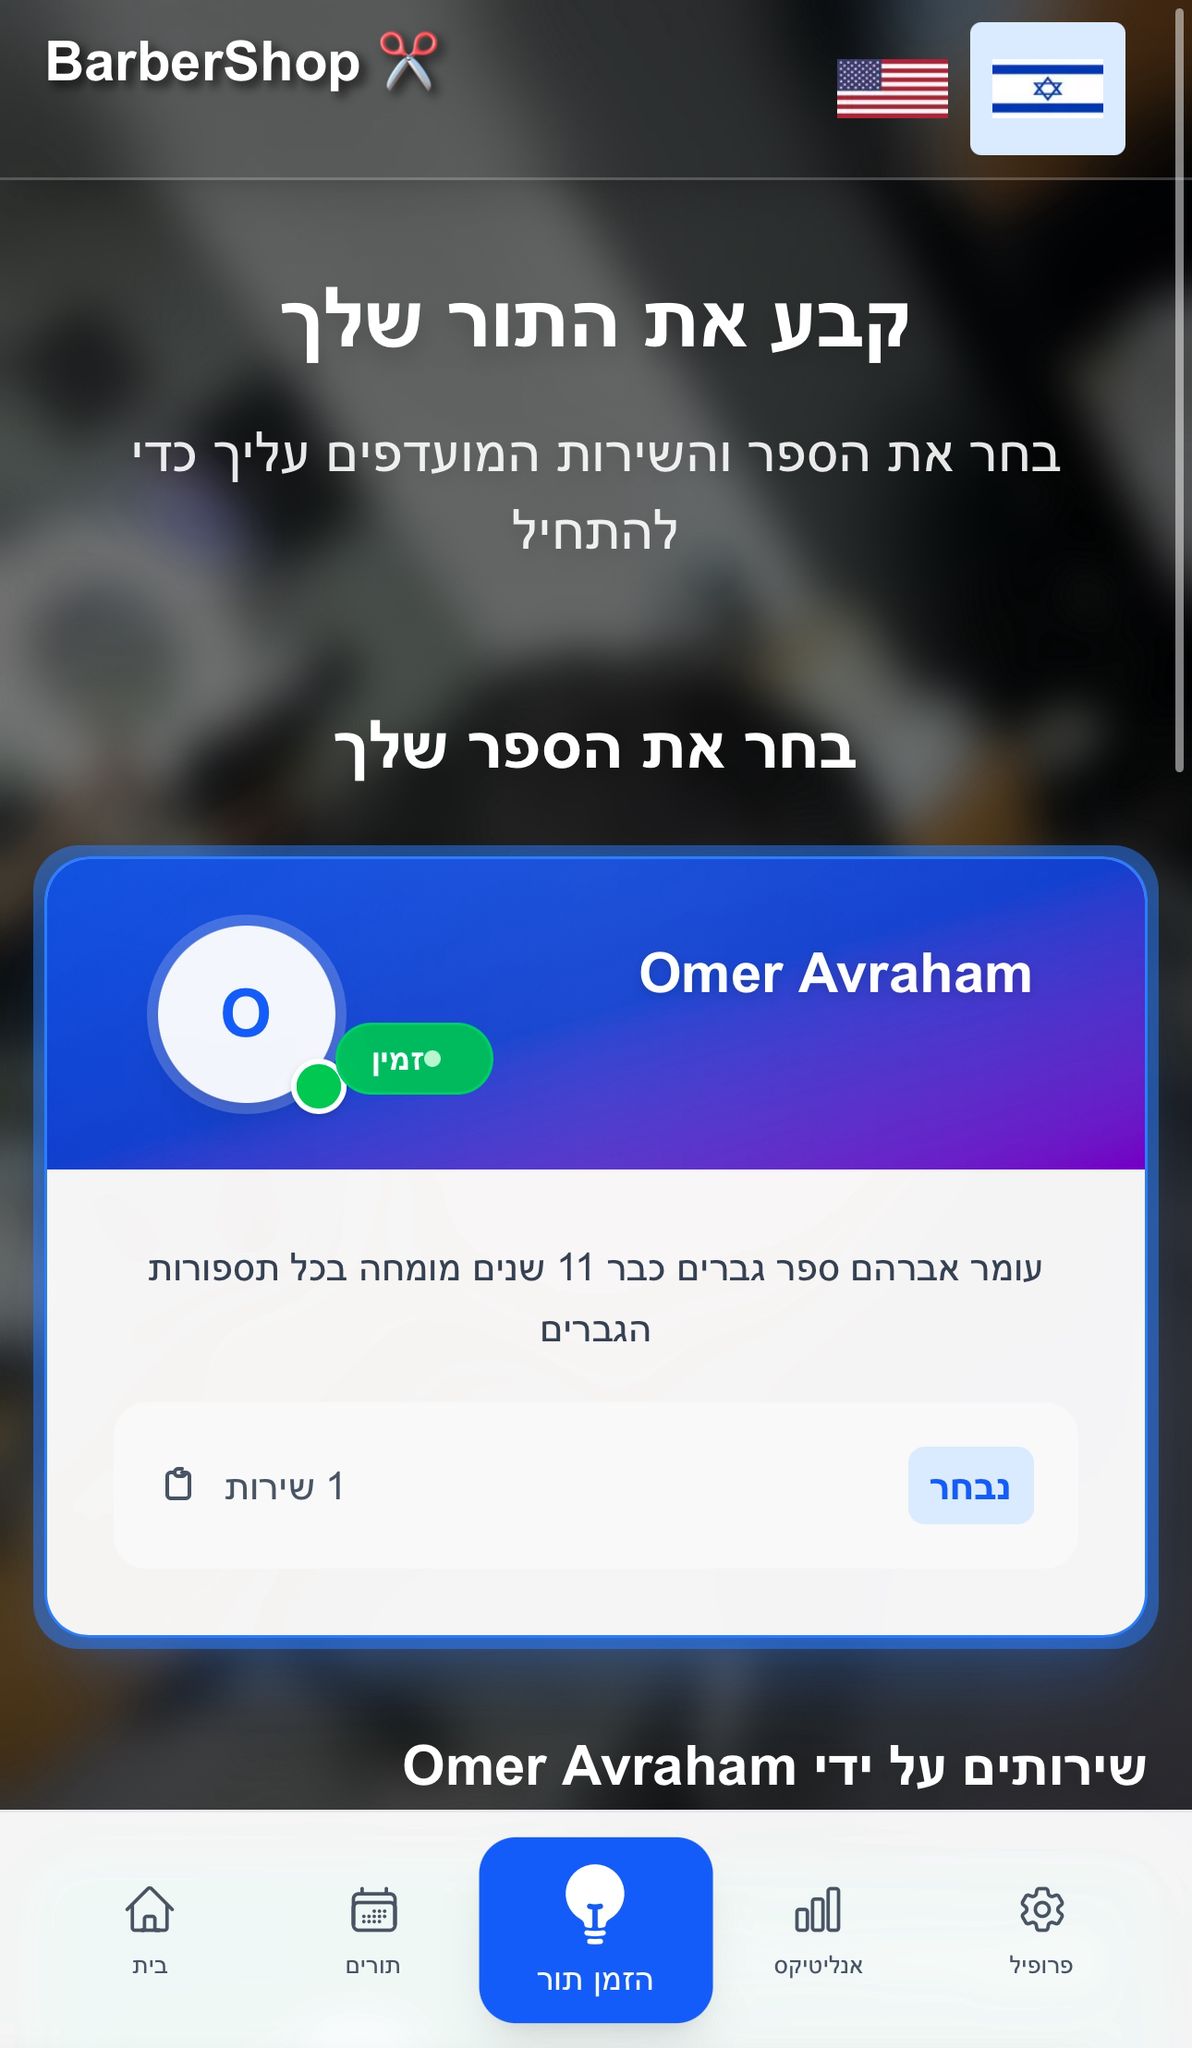 BarberShop ✂️
קבע את התור שלך
בחר את הספר והשירות המועדפים עליך כדי
להתחיל
בחר את הספר שלך
Omer Avraham
O
זמין
עומר אברהם ספר גברים כבר 11 שנים מומחה בכל תספורות
הגברים
נבחר
1 שירות
שירותים על ידי Omer Avraham
פרופיל
אנליטיקס
הזמן תור
תורים
בית